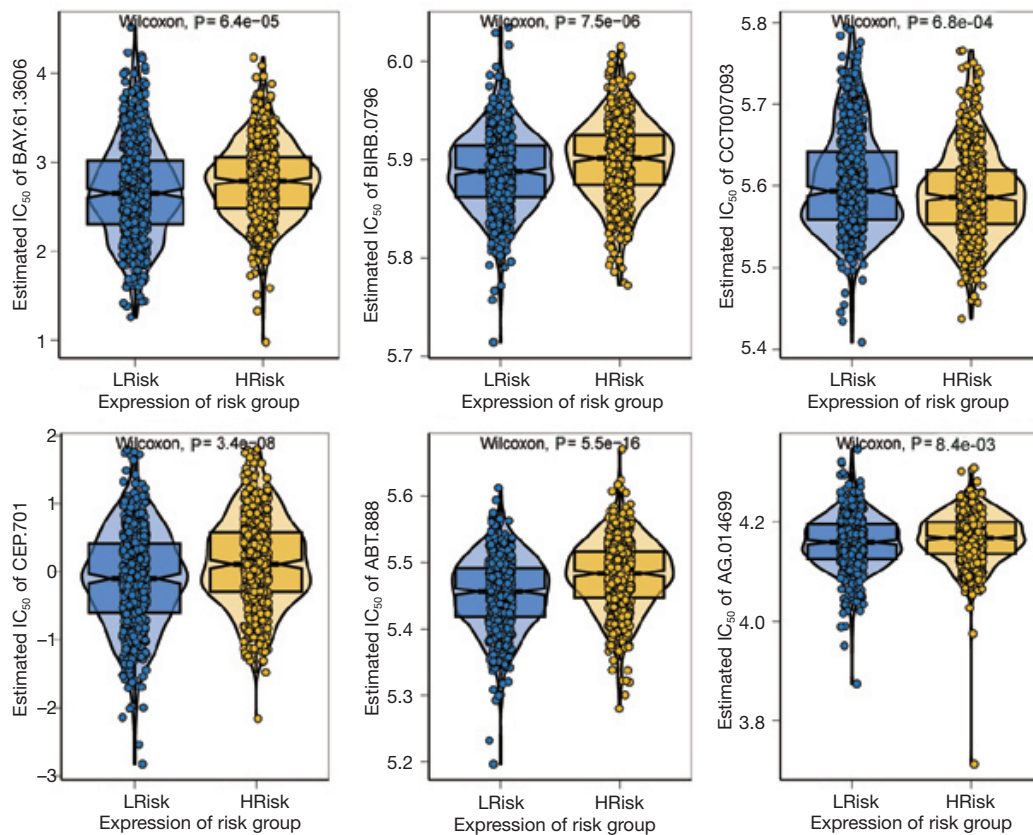 Wilcoxon, P = 6.4e−05
Estimated IC50 of BAY.61.3606
4
3
2
1
LRisk
HRisk
Expression of risk group
Wilcoxon, P = 7.5e−06
Estimated IC50 of BIRB.0796
6.0
5.9
5.8
5.7
LRisk
HRisk
Expression of risk group
Wilcoxon, P = 6.8e−04
Estimated IC50 of CCT007093
5.8
5.7
5.6
5.5
5.4
LRisk
HRisk
Expression of risk group
Wilcoxon, P = 3.4e−08
Estimated IC50 of CEP.701
2
1
0
−1
−2
−3
LRisk
HRisk
Expression of risk group
Wilcoxon, P = 5.5e−16
Estimated IC50 of ABT.888
5.6
5.5
5.4
5.3
5.2
LRisk
HRisk
Expression of risk group
Wilcoxon, P = 8.4e−03
Estimated IC50 of AG.014699
4.2
4.0
3.8
LRisk
HRisk
Expression of risk group